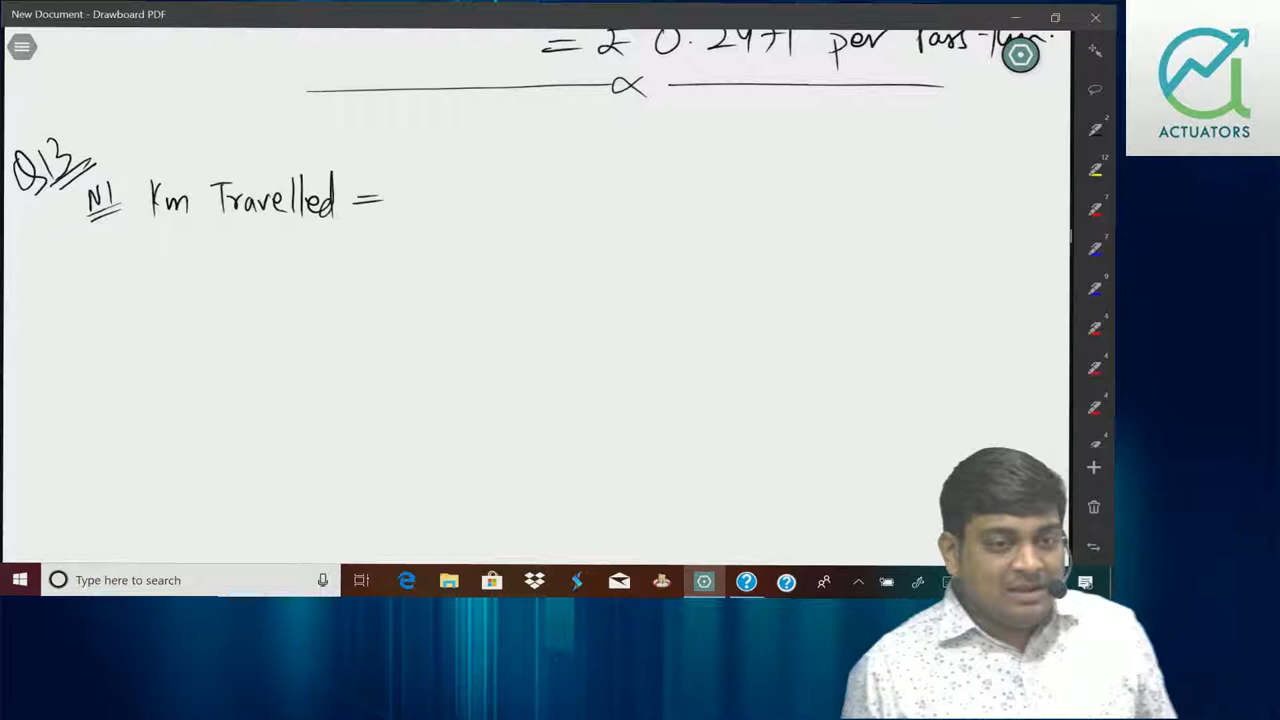 New Document - Drawboard PDF
= ₹ 0.2471 per Pass-km.
ACTUATORS
Q13
N1 Km Travelled =
Type here to search